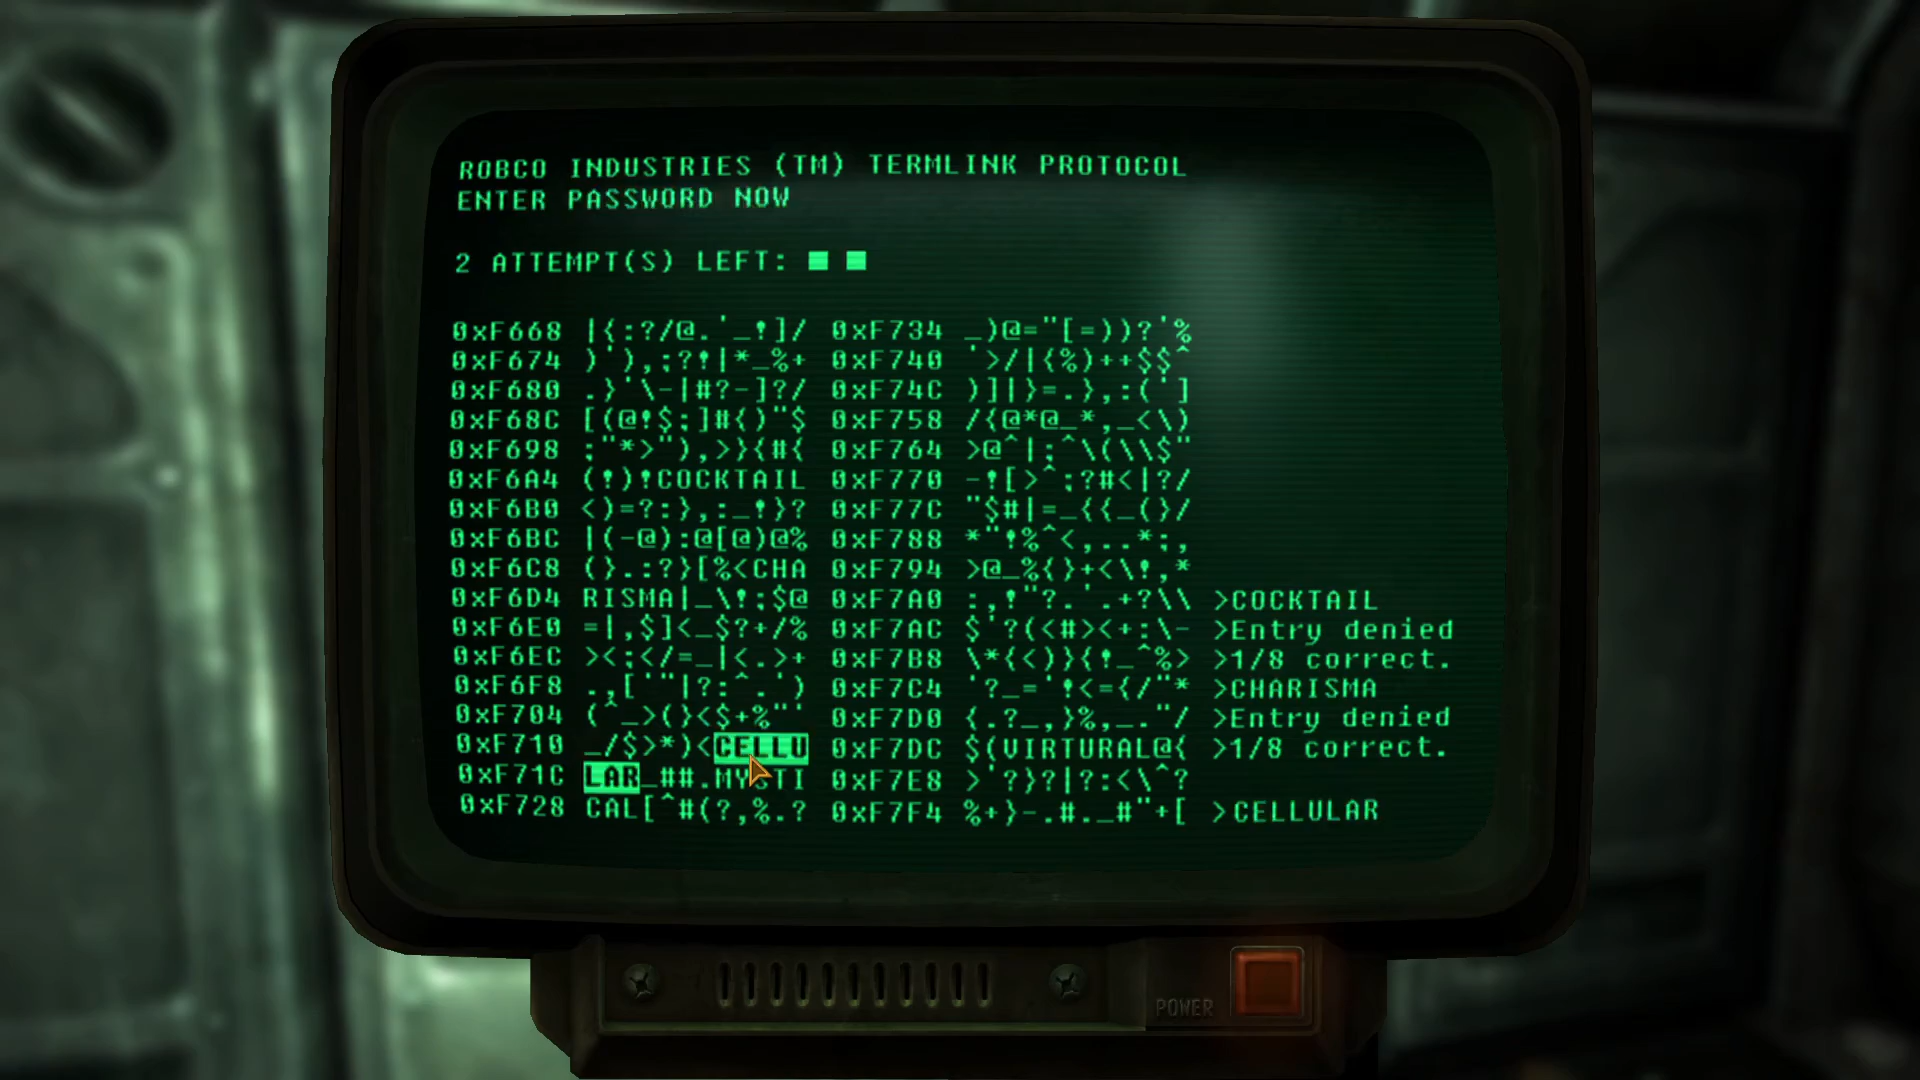 ROBCO INDUSTRIES (TM) TERMLINK PROTOCOL
ENTER PASSWORD NOW
2 ATTEMPT(S) LEFT: ■ ■
0xF668 |{:?/@.'_!]/ 0xF734 _)@="[=))?'%
0xF674 )'),;?!|*_%+ 0xF740 '>/|{%)++$$^
0xF680 .}'\-|#?-]?/ 0xF74C )]|}=.},:(']
0xF68C [(@!$;]#{)"$ 0xF758 /{@*@_*,_<\)
0xF698 ;"*>"),>}{#{ 0xF764 >@^|;^\(\\$"
0xF6A4 (!)!COCKTAIL 0xF770 -![>^;?#<|?/
0xF6B0 <)=?:},:_!}? 0xF77C "$#|=_{{_(}/
0xF6BC |(-@):@[@)@% 0xF788 *"!%^<,..*;,
0xF6C8 (}.:?}[%<CHA 0xF794 >@_%{}+<\!,*
0xF6D4 RISMA|_\!;$@ 0xF7A0 :,!"?.'.+?\\ >COCKTAIL
0xF6E0 =|,$]<_$?+/% 0xF7AC $'?(<#><+:\- >Entry denied
0xF6EC ><;</=_|<.>+ 0xF7B8 \*{<)}{!_^%> >1/8 correct.
0xF6F8 .,['"|?:^.') 0xF7C4 '?_='!<={/"* >CHARISMA
0xF704 (^_>(}<$+%"' 0xF7D0 {.?_,}%,_."/ >Entry denied
0xF710 _/$>*)<CELLU 0xF7DC $(VIRTURAL@{ >1/8 correct.
0xF71C LAR_##.MYSTI 0xF7E8 >'?}?|?:<\^?
0xF728 CAL[^#(?,%.? 0xF7F4 %+}-.#._#"+[ >CELLULAR
POWER